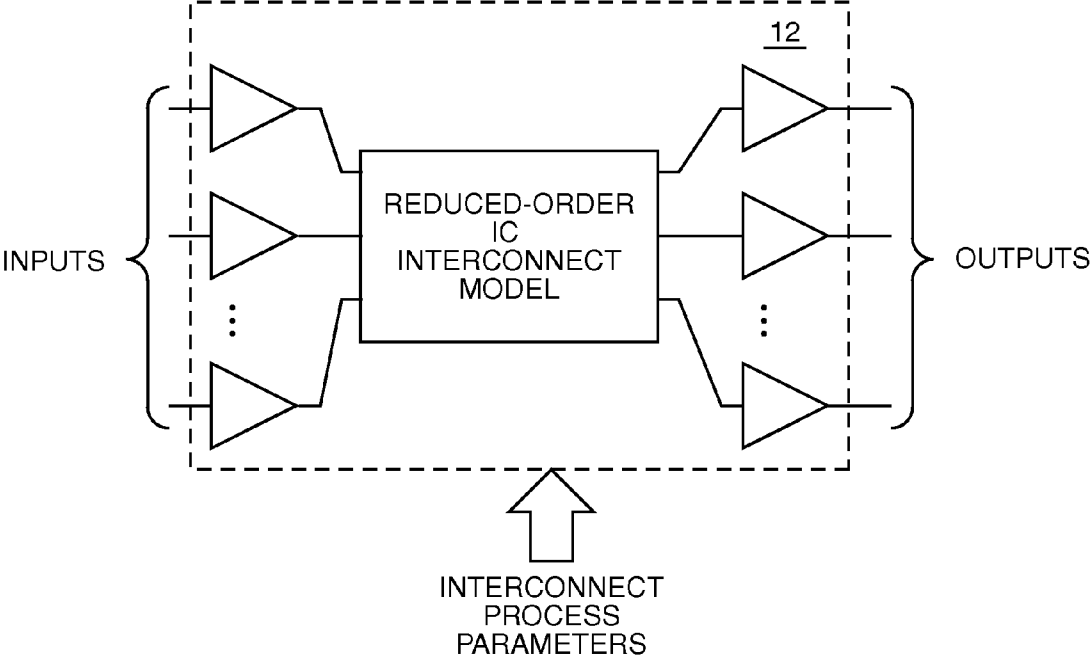 12
REDUCED-ORDER
IC
INTERCONNECT
MODEL
INPUTS
OUTPUTS
INTERCONNECT
PROCESS
PARAMETERS